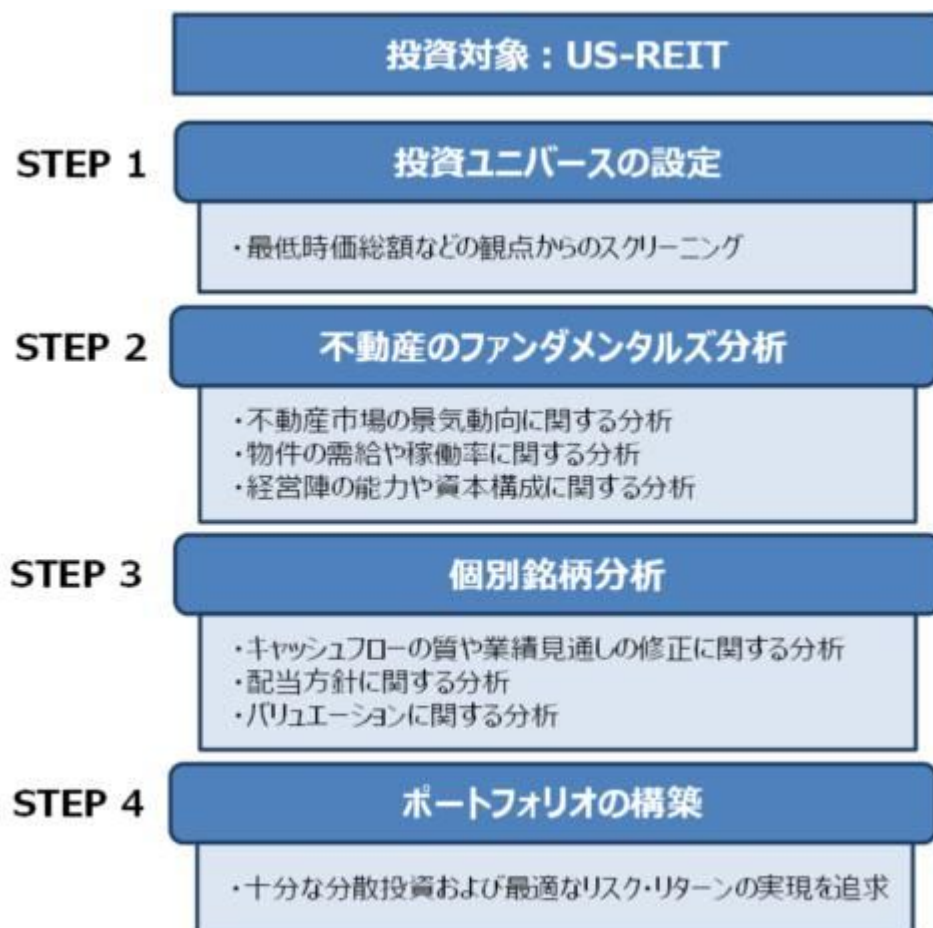 投資対象：US-REIT
STEP 1
投資ユニバースの設定
・最低時価総額などの観点からのスクリーニング
STEP 2
不動産のファンダメンタルズ分析
・不動産市場の景気動向に関する分析
・物件の需給や稼働率に関する分析
・経営陣の能力や資本構成に関する分析
STEP 3
個別銘柄分析
・キャッシュフローの質や業績見通しの修正に関する分析
・配当方針に関する分析
・バリュエーションに関する分析
STEP 4
ポートフォリオの構築
・十分な分散投資および最適なリスク・リターンの実現を追求